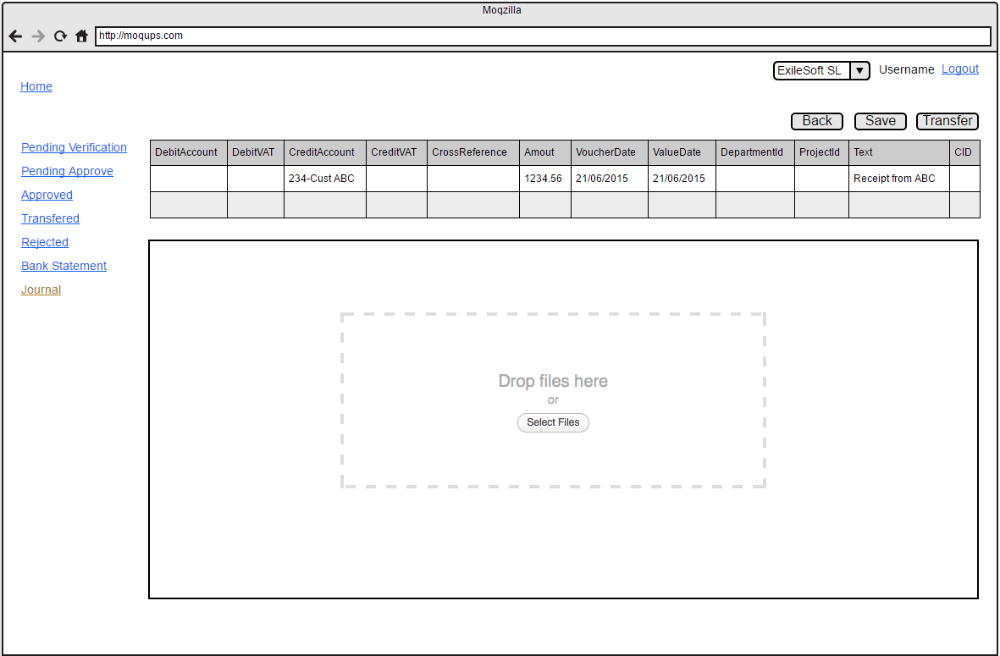 Moqzilla
http://moqups.com
ExileSoft SL Username Logout
Home
Back Save Transfer
Pending Verification
Pending Approve
Approved
Transfered
Rejected
Bank Statement
Journal
DebitAccount DebitVAT CreditAccount CreditVAT CrossReference Amout VoucherDate ValueDate DepartmentId ProjectId Text CID
234-Cust ABC 1234.56 21/06/2015 21/06/2015 Receipt from ABC
Drop files here
or
Select Files